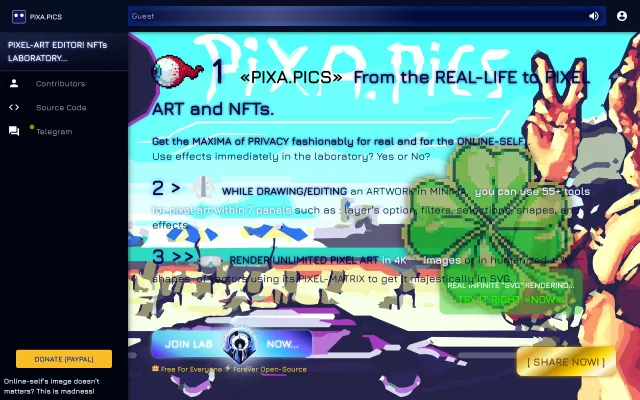 PIXA.PICS
Guest
PIXEL-ART EDITOR! NFTs
LABORATORY...
Contributors
Source Code
Telegram
DONATE (PAYPAL)
Online-self's image doesn't
matters? This is madness!
Pixa.pics
1 «PIXA.PICS» From the REAL-LIFE to PIXEL
ART and NFTs.
Get the MAXIMA of PRIVACY fashionably for real and for the ONLINE-SELF].
Use effects immediately in the laboratory? Yes or No?
2 > WHILE DRAWING/EDITING an ARTWORK in MINIMA, you can use 55+ tools
for pixel art within 7 panels such as : layer's option, filters, selections, shapes, and
effects.
3 >> RENDER UNLIMITED PIXEL ART in 4K images or in humanized
shapes, of vectors using its PIXEL-MATRIX to get it majestically in SVG.
REAL INFINITE "SVG" RENDERING...
TRY IT RIGHT «NOW»...
JOIN LAB NOW...
Free For Everyone ⚡ Forever Open-Source
[ SHARE NOW! ]